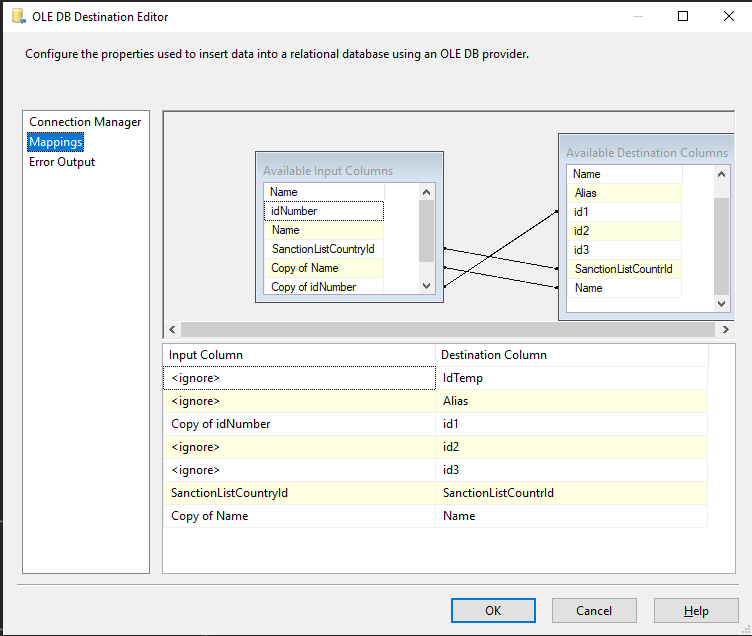 OLE DB Destination Editor
Configure the properties used to insert data into a relational database using an OLE DB provider.
Connection Manager
Mappings
Error Output
Available Input Columns
Name
idNumber
Name
SanctionListCountryId
Copy of Name
Copy of idNumber
Available Destination Columns
Name
Alias
id1
id2
id3
SanctionListCountrId
Name
Input Column Destination Column
<ignore> IdTemp
<ignore> Alias
Copy of idNumber id1
<ignore> id2
<ignore> id3
SanctionListCountryId SanctionListCountrId
Copy of Name Name
OK Cancel Help